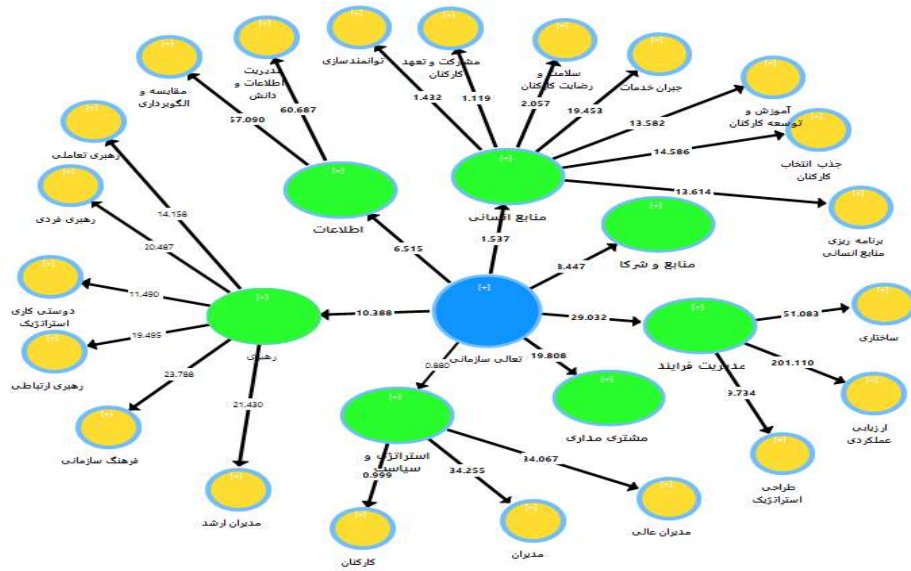 [+]
[+]
[+]
[+]
[+]
[+]
توانمندسازی
مشارکت و تعهد
کارکنان
سلامت و
رضایت کارکنان
جبران خدمات
مدیریت
اطلاعات و
دانش
مقایسه و
الگوبرداری
[+]
آموزش و
توسعه کارکنان
60.687
57.090
1.432
1.119
2.057
19.453
13.582
[+]
رهبری تعاملی
[+]
جذب انتخاب
کارکنان
14.586
[+]
رهبری فردی
[+]
اطلاعات
[+]
منابع انسانی
13.614
[+]
برنامه ریزی
منابع انسانی
14.158
20.487
6.515
1.537
[+]
منابع و شرکا
8.447
[+]
دوستی کاری
استراتژیک
11.490
[+]
رهبری
10.388
[+]
تعالی سازمانی
29.032
[+]
مدیریت فرایند
51.083
[+]
ساختاری
[+]
رهبری ارتباطی
19.495
0.880
19.808
201.110
9.734
[+]
ارزیابی
عملکردی
23.788
21.430
[+]
فرهنگ سازمانی
[+]
استراتژی و
سیاست
[+]
مشتری مداری
[+]
طراحی
استراتژیک
0.999
34.255
34.067
[+]
مدیران ارشد
[+]
کارکنان
[+]
مدیران
[+]
مدیران عالی